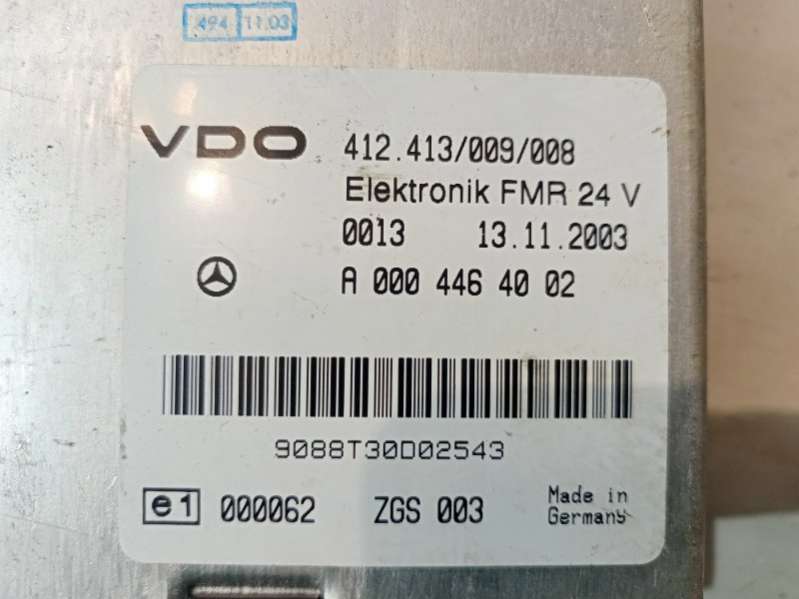 494 11.03
VDO 412.413/009/008
Elektronik FMR 24 V
0013 13.11.2003
A 000 446 40 02
9088T30D02543
e1 000062 ZGS 003 Made in
Germany